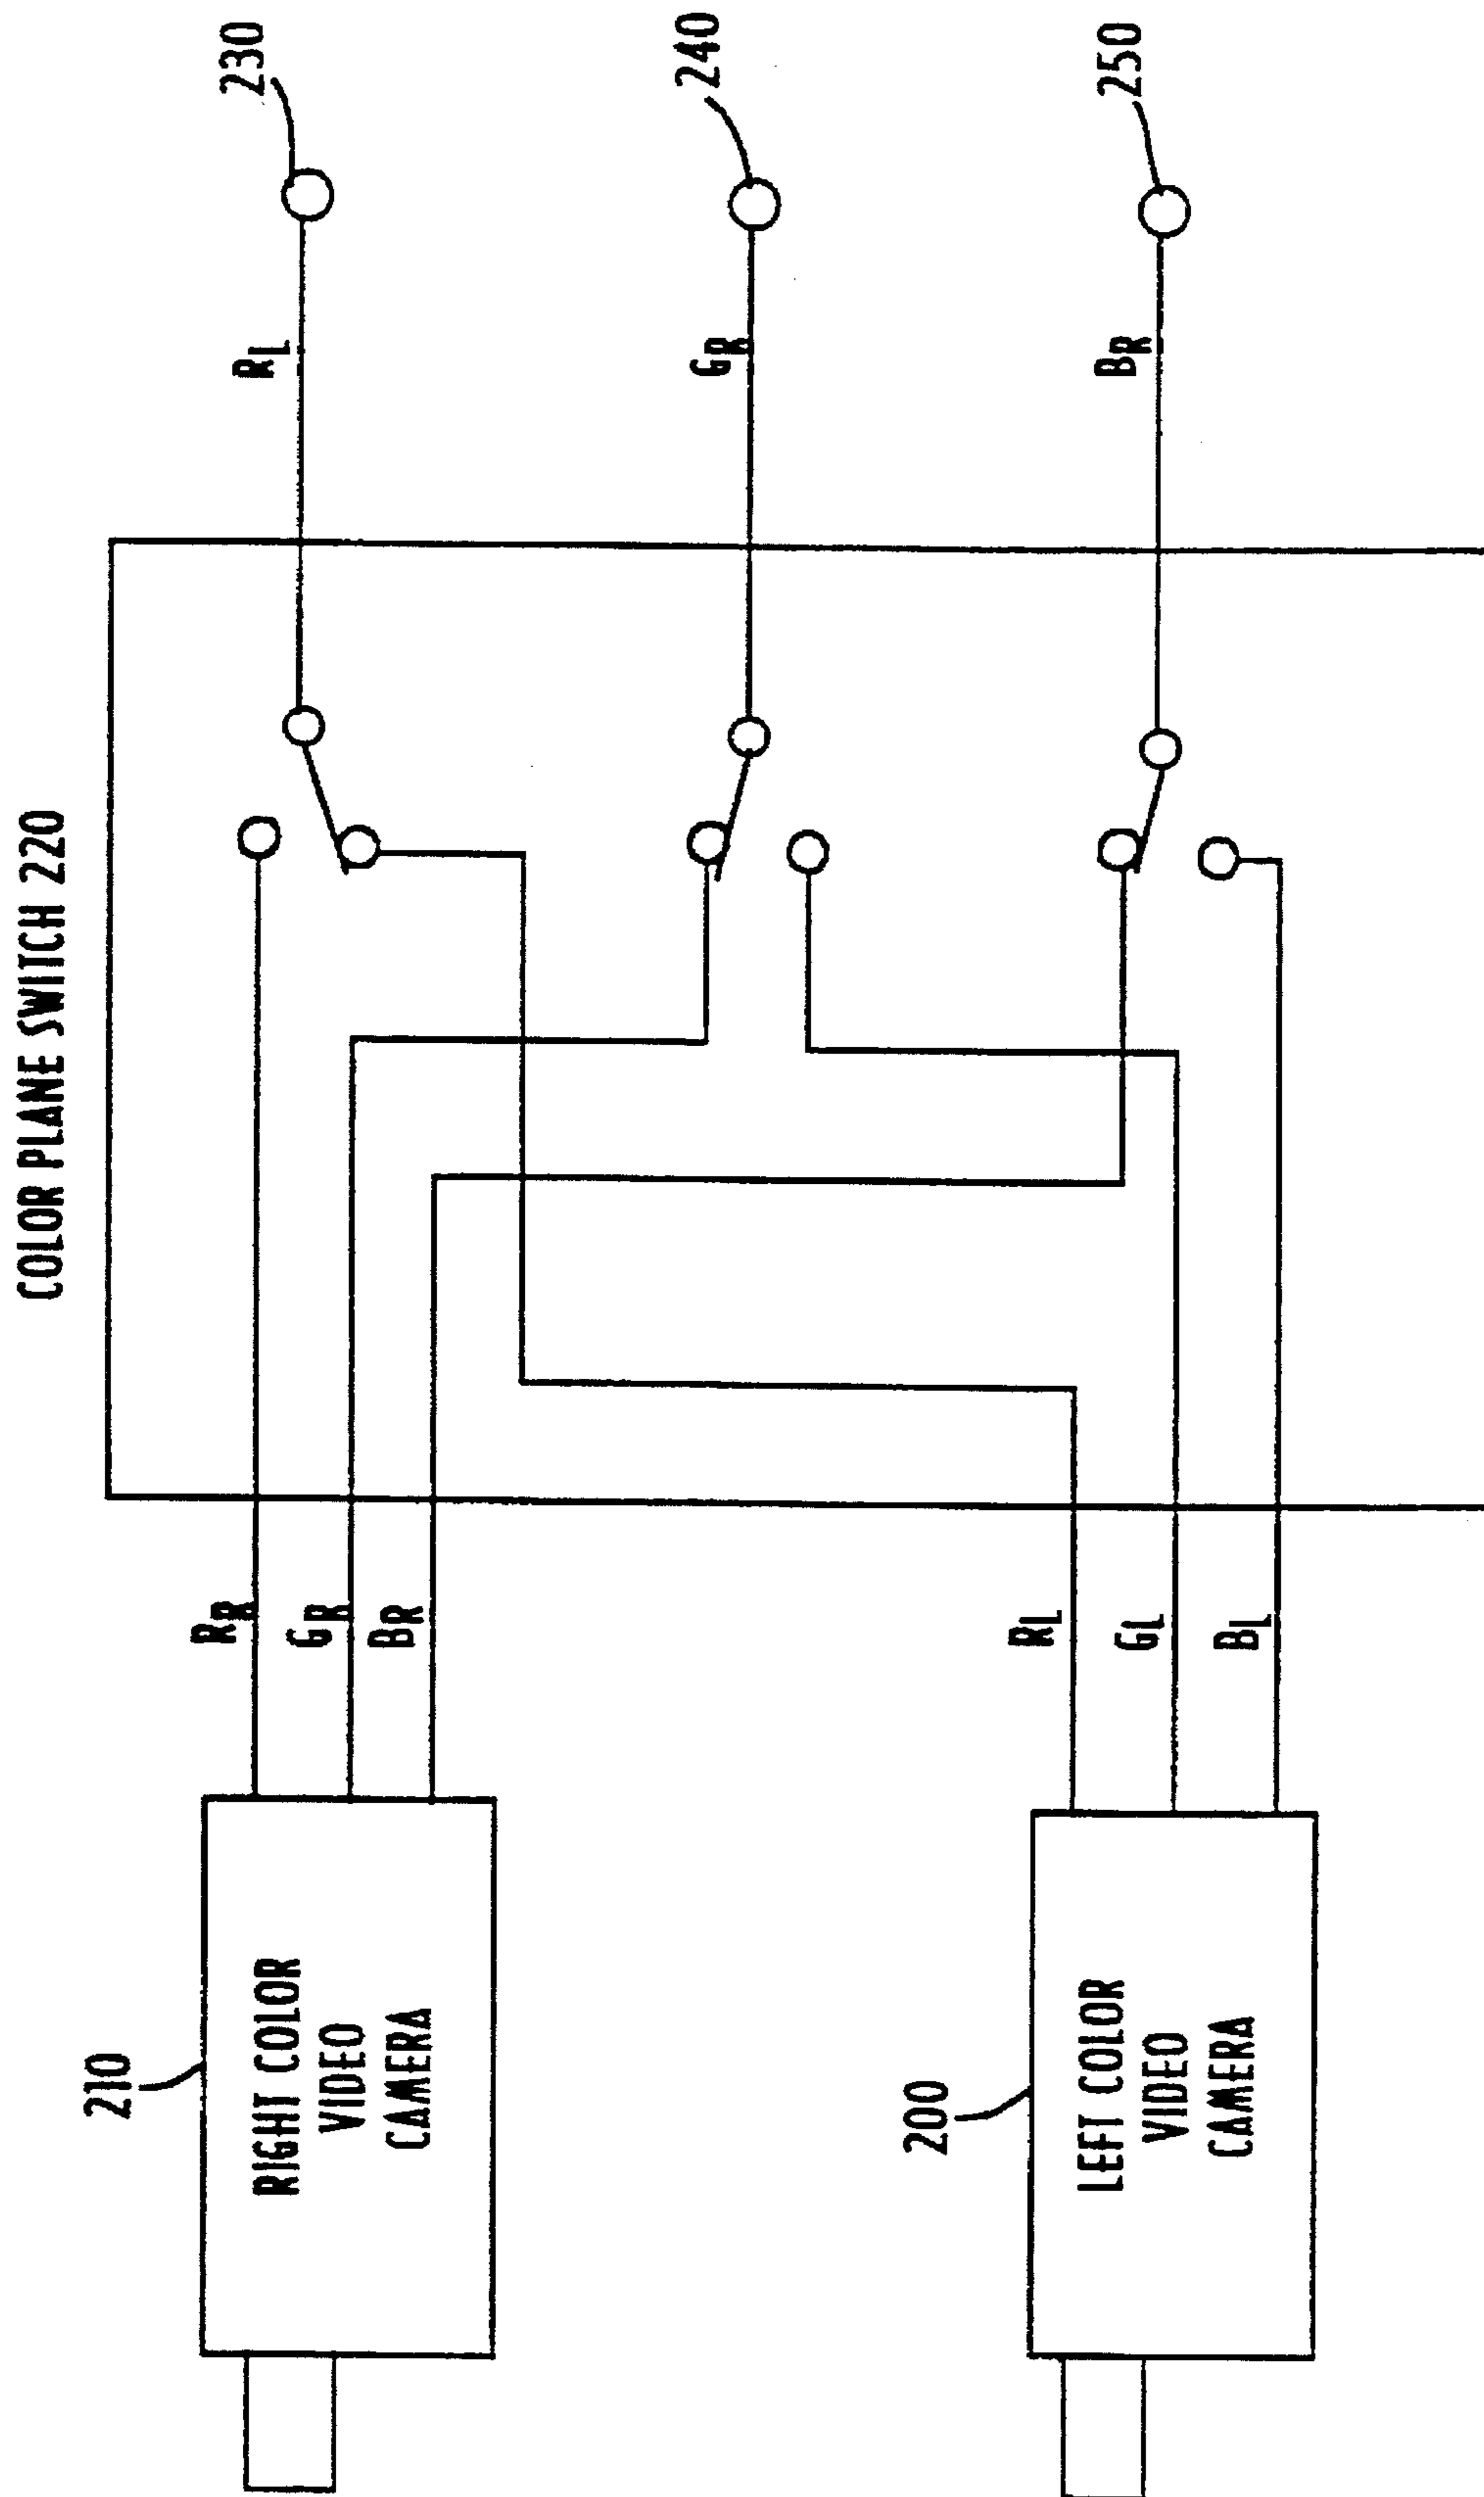 COLOR PLANE SWITCH 220
210
RIGHT COLOR
VIDEO
CAMERA
RR
GR
BR
200
LEFT COLOR
VIDEO
CAMERA
RL
GL
BL
RL
230
GR
240
BR
250